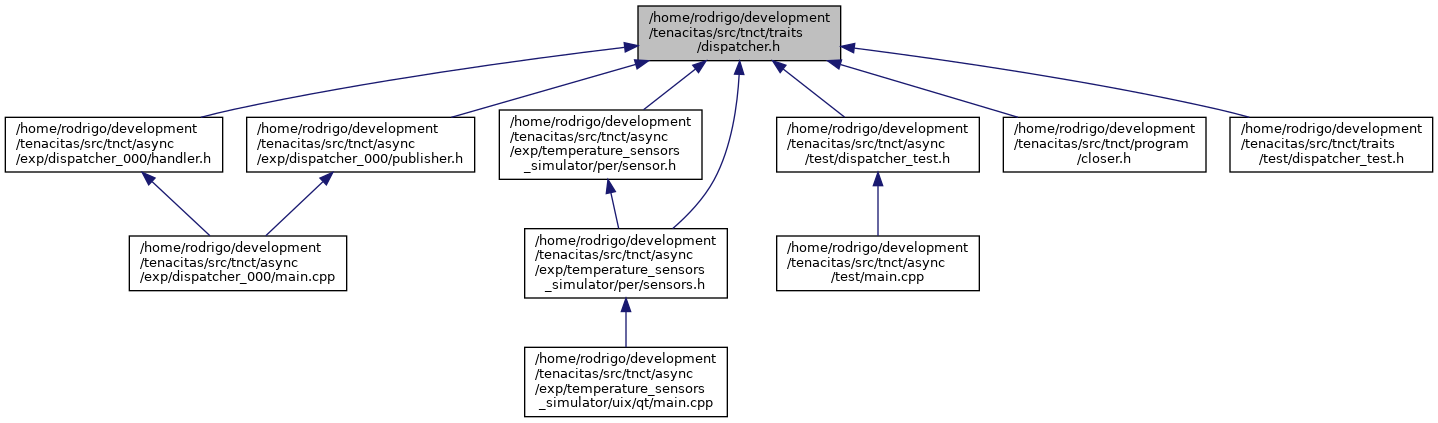 /home/rodrigo/development
/tenacitas/src/tnct/traits
/dispatcher.h
/home/rodrigo/development
/tenacitas/src/tnct/async
/exp/dispatcher_000/handler.h
/home/rodrigo/development
/tenacitas/src/tnct/async
/exp/dispatcher_000/publisher.h
/home/rodrigo/development
/tenacitas/src/tnct/async
/exp/temperature_sensors
_simulator/per/sensor.h
/home/rodrigo/development
/tenacitas/src/tnct/async
/test/dispatcher_test.h
/home/rodrigo/development
/tenacitas/src/tnct/program
/closer.h
/home/rodrigo/development
/tenacitas/src/tnct/traits
/test/dispatcher_test.h
/home/rodrigo/development
/tenacitas/src/tnct/async
/exp/dispatcher_000/main.cpp
/home/rodrigo/development
/tenacitas/src/tnct/async
/exp/temperature_sensors
_simulator/per/sensors.h
/home/rodrigo/development
/tenacitas/src/tnct/async
/test/main.cpp
/home/rodrigo/development
/tenacitas/src/tnct/async
/exp/temperature_sensors
_simulator/uix/qt/main.cpp